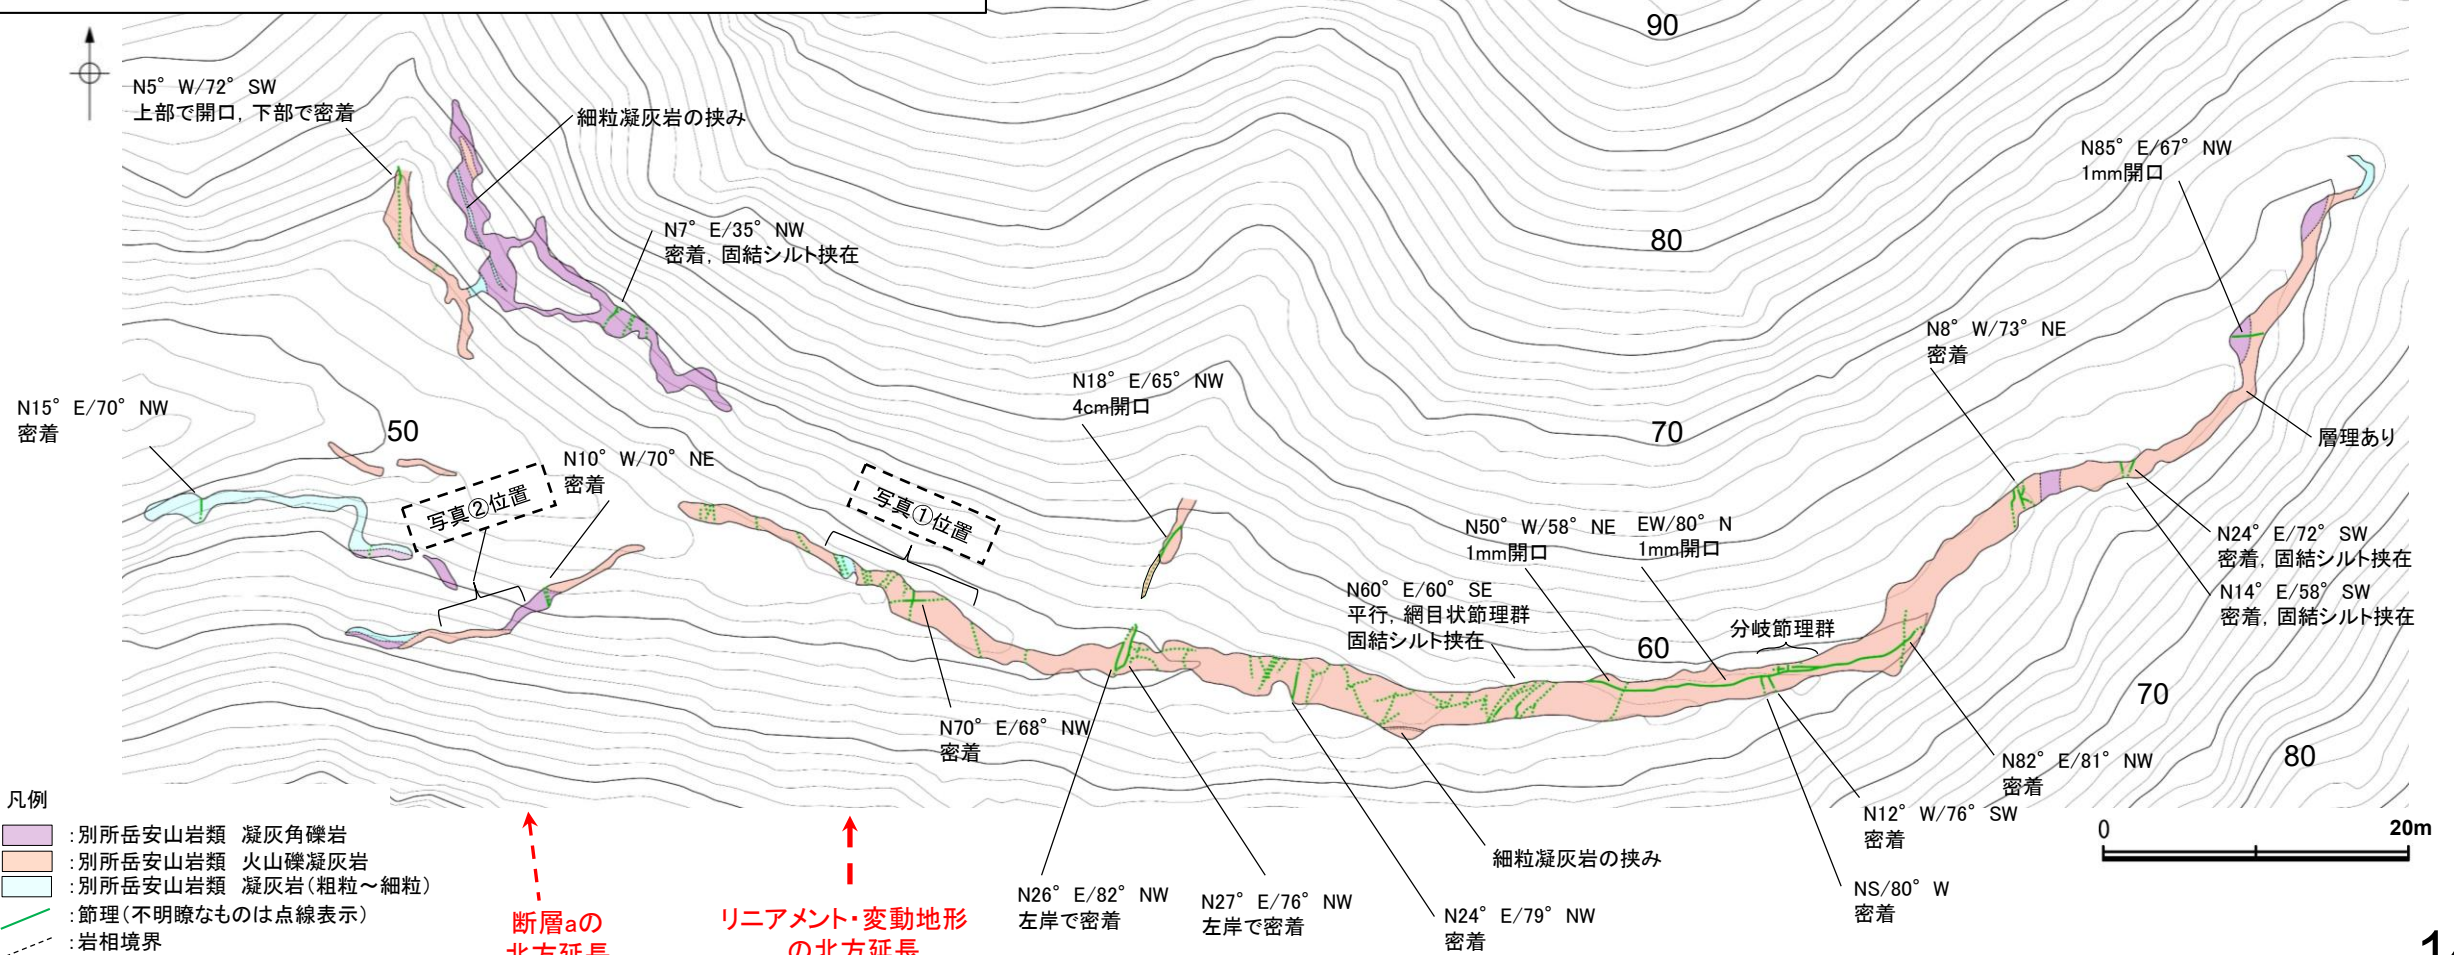 90
N5° W/72° SW
上部で開口, 下部で密着
細粒凝灰岩の挟み
N85° E/67° NW
1mm開口
N7° E/35° NW
密着, 固結シルト挟在
80
N8° W/73° NE
密着
N18° E/65° NW
4cm開口
N15° E/70° NW
密着
50
70
層理あり
N10° W/70° NE
密着
写真②位置
写真①位置
N50° W/58° NE
1mm開口
EW/80° N
1mm開口
N24° E/72° SW
密着, 固結シルト挟在
N60° E/60° SE
平行, 網目状節理群
固結シルト挟在
N14° E/58° SW
密着, 固結シルト挟在
60
分岐節理群
70
N70° E/68° NW
密着
80
N82° E/81° NW
密着
N12° W/76° SW
密着
凡例
:別所岳安山岩類 凝灰角礫岩
:別所岳安山岩類 火山礫凝灰岩
:別所岳安山岩類 凝灰岩(粗粒～細粒)
:節理(不明瞭なものは点線表示)
:岩相境界
0
20m
細粒凝灰岩の挟み
NS/80° W
密着
N26° E/82° NW
左岸で密着
N27° E/76° NW
左岸で密着
N24° E/79° NW
密着
断層aの
北方延長
リニアメント・変動地形
の北方延長